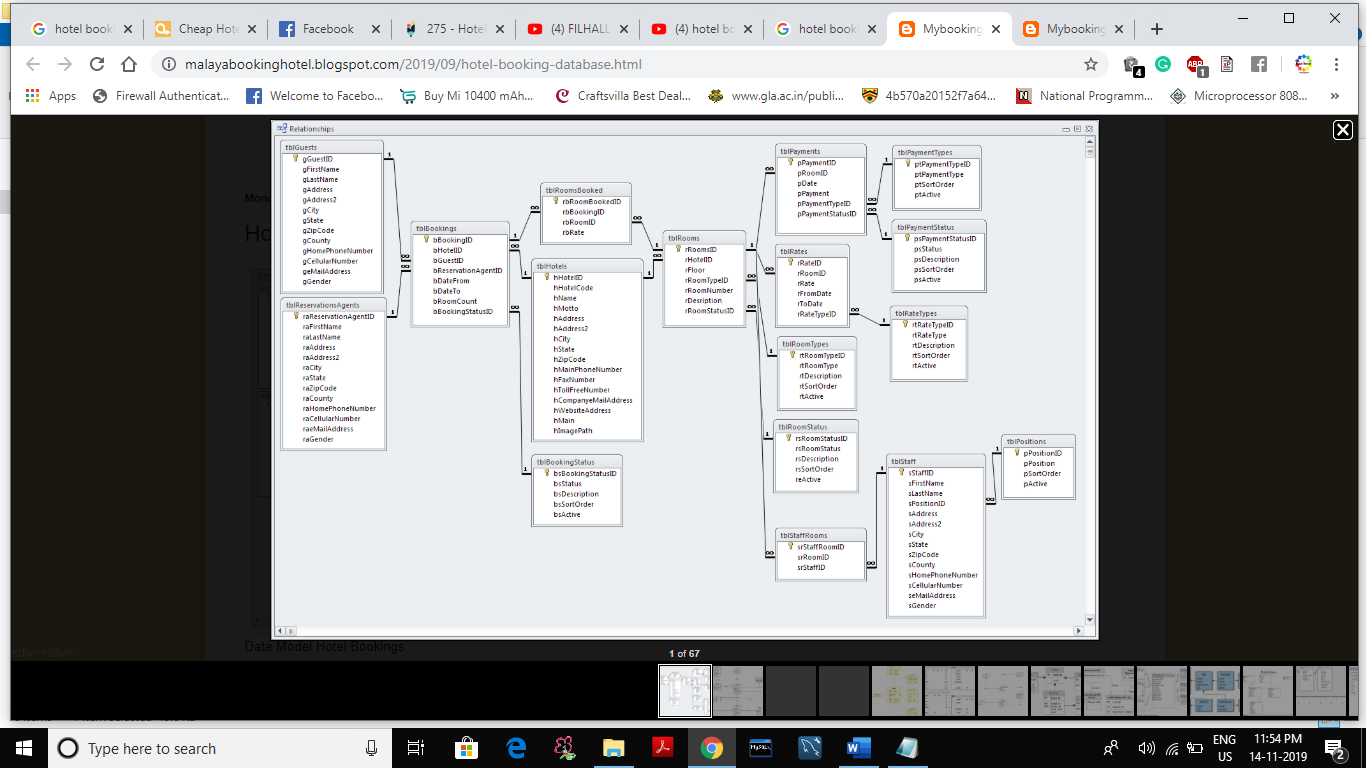 hotel booki
Cheap Hote
Facebook
275 - Hotel
(4) FILHALL
(4) hotel bo
hotel booki
Mybooking
Mybooking
malayabookinghotel.blogspot.com/2019/09/hotel-booking-database.html
4
1
Apps
Firewall Authenticat...
Welcome to Facebo...
Buy Mi 10400 mAh...
Craftsvilla Best Deal...
www.gla.ac.in/publi...
4b570a20152f7a64...
National Programm...
Microprocessor 808...
»
Relationships
tblGuests
gGuestID
gFirstName
gLastName
gAddress
gAddress2
gCity
gState
gZipCode
gCounty
gHomePhoneNumber
gCellularNumber
geMailAddress
gGender
tblReservationsAgents
raReservationAgentID
raFirstName
raLastName
raAddress
raAddress2
raCity
raState
raZipCode
raCounty
raHomePhoneNumber
raCellularNumber
raeMailAddress
raGender
tblBookings
bBookingID
bHotelID
bGuestID
bReservationAgentID
bDateFrom
bDateTo
bRoomCount
bBookingStatusID
tblRoomsBooked
rbRoomBookedID
rbBookingID
rbRoomID
rbRate
tblHotels
hHotelID
hHotelCode
hName
hMotto
hAddress
hAddress2
hCity
hState
hZipCode
hMainPhoneNumber
hFaxNumber
hTollFreeNumber
hCompanyeMailAddress
hWebsiteAddress
hMain
hImagePath
tblBookingStatus
bsBookingStatusID
bsStatus
bsDescription
bsSortOrder
bsActive
tblRooms
rRoomsID
rHotelID
rFloor
rRoomTypeID
rRoomNumber
rDesription
rRoomStatusID
tblPayments
pPaymentID
pRoomID
pDate
pPayment
pPaymentTypeID
pPaymentStatusID
tblPaymentTypes
ptPaymentTypeID
ptPaymentType
ptSortOrder
ptActive
tblPaymentStatus
psPaymentStatusID
psStatus
psDescription
psSortOrder
psActive
tblRates
rRateID
rRoomID
rRate
rFromDate
rToDate
rRateTypeID
tblRateTypes
rtRateTypeID
rtRateType
rtDescription
rtSortOrder
rtActive
tblRoomTypes
rtRoomTypeID
rtRoomType
rtDescription
rtSortOrder
rtActive
tblRoomStatus
rsRoomStatusID
rsRoomStatus
rsDescription
rsSortOrder
reActive
tblStaffRooms
srStaffRoomID
srRoomID
srStaffID
tblStaff
sStaffID
sFirstName
sLastName
sPositionID
sAddress
sAddress2
sCity
sState
sZipCode
sCounty
sHomePhoneNumber
sCellularNumber
seMailAddress
sGender
tblPositions
pPositionID
pPosition
pSortOrder
pActive
Data Model Hotel Bookings
div></div>
1 of 67
Type here to search
MySQL
ENG
US
11:54 PM
14-11-2019
2